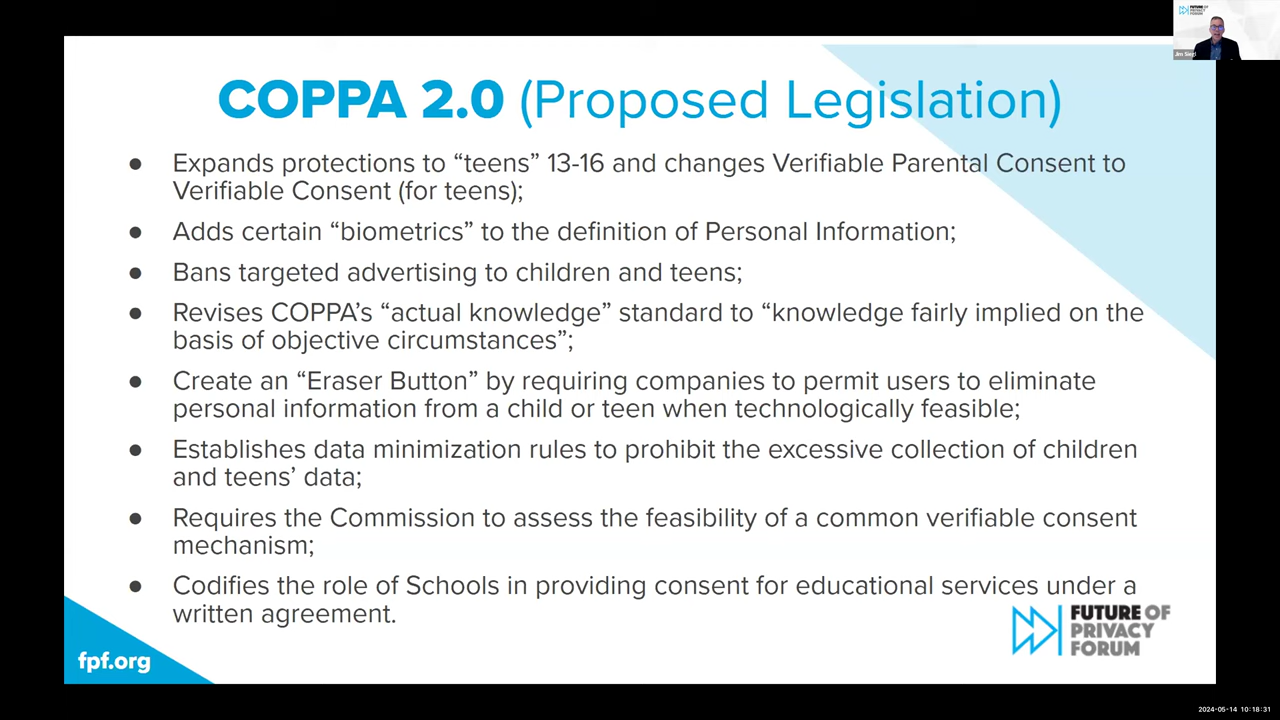 FUTURE OF
PRIVACY
FORUM
Jim Siegl
COPPA 2.0 (Proposed Legislation)
● Expands protections to “teens” 13-16 and changes Verifiable Parental Consent to
Verifiable Consent (for teens);
● Adds certain “biometrics” to the definition of Personal Information;
● Bans targeted advertising to children and teens;
● Revises COPPA’s “actual knowledge” standard to “knowledge fairly implied on the
basis of objective circumstances”;
● Create an “Eraser Button” by requiring companies to permit users to eliminate
personal information from a child or teen when technologically feasible;
● Establishes data minimization rules to prohibit the excessive collection of children
and teens’ data;
● Requires the Commission to assess the feasibility of a common verifiable consent
mechanism;
● Codifies the role of Schools in providing consent for educational services under a
written agreement.
FUTURE OF
PRIVACY
FORUM
fpf.org
2024-05-14 10:18:31